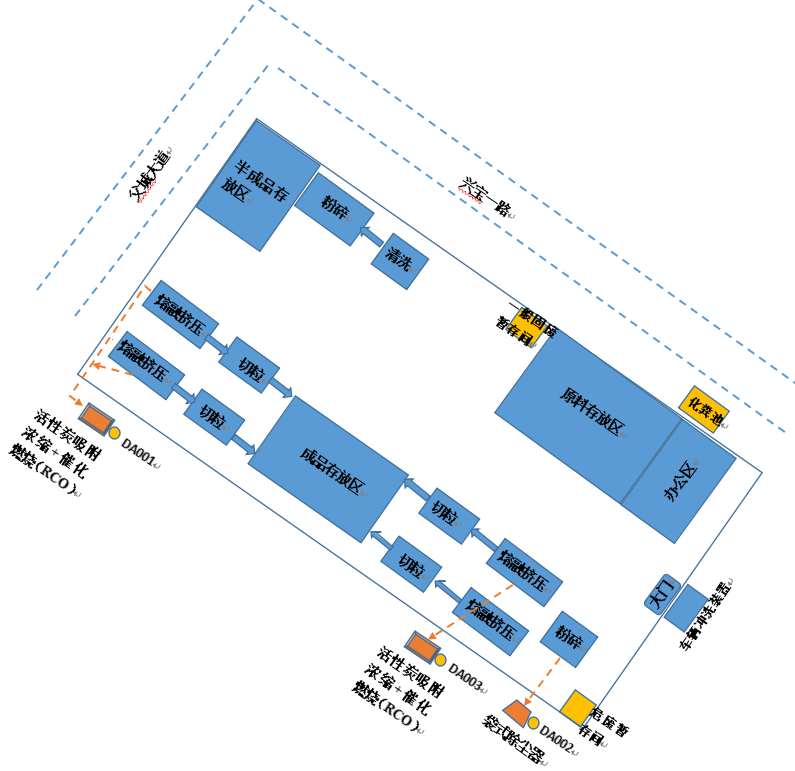 父城大道
兴宝一路
半成品存
放区
粉碎
清洗
熔融挤压
切粒
熔融挤压
切粒
一般固废
暂存间
化粪池
原料存放区
办公区
成品存放区
活性炭吸附
浓缩+催化
燃烧(RCO)
DA001
切粒
熔融挤压
切粒
熔融挤压
粉碎
大门
车辆冲洗装置
活性炭吸附
浓缩+催化
燃烧(RCO)
DA003
袋式除尘器
DA002
危废暂
存间